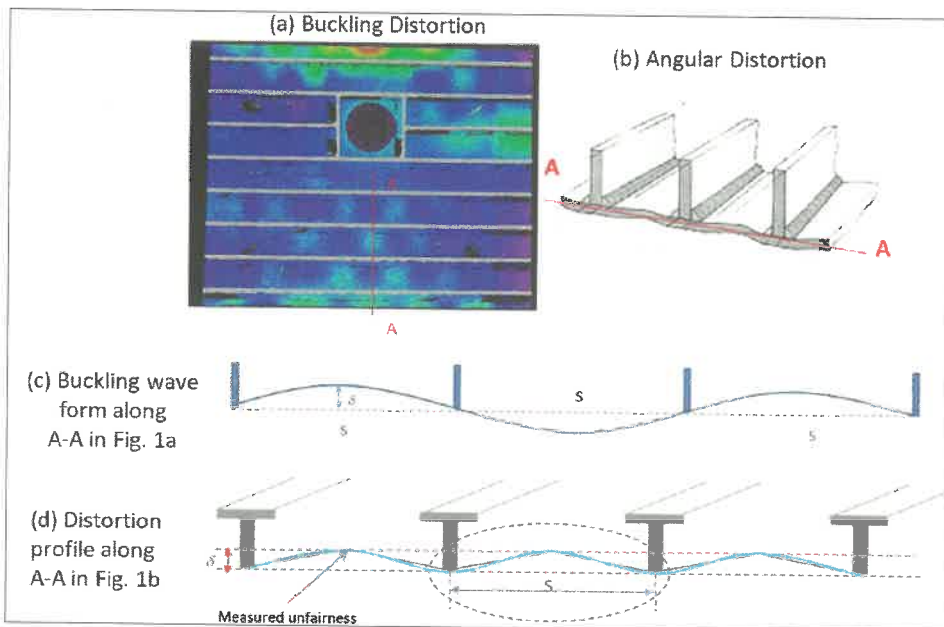 (a) Buckling Distortion
(b) Angular Distortion
A
A
A
(c) Buckling wave
form along
A-A in Fig. 1a
S
δ
S
S
(d) Distortion
profile along
A-A in Fig. 1b
δ
S
Measured unfairness